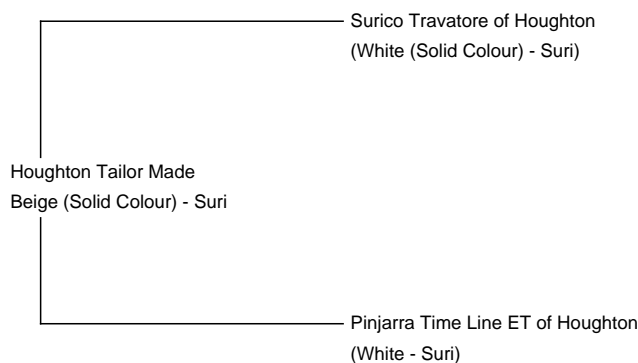 Surico Travatore of Houghton
(White (Solid Colour) - Suri)
Houghton Tailor Made
Beige (Solid Colour) - Suri
Pinjarra Time Line ET of Houghton
(White - Suri)